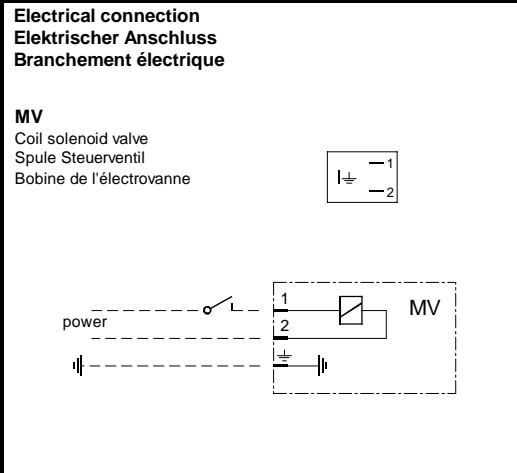 Electrical connection
Elektrischer Anschluss
Branchement électrique
MV
Coil solenoid valve
Spule Steuerventil
Bobine de l'électrovanne
1
2
1
MV
power
2